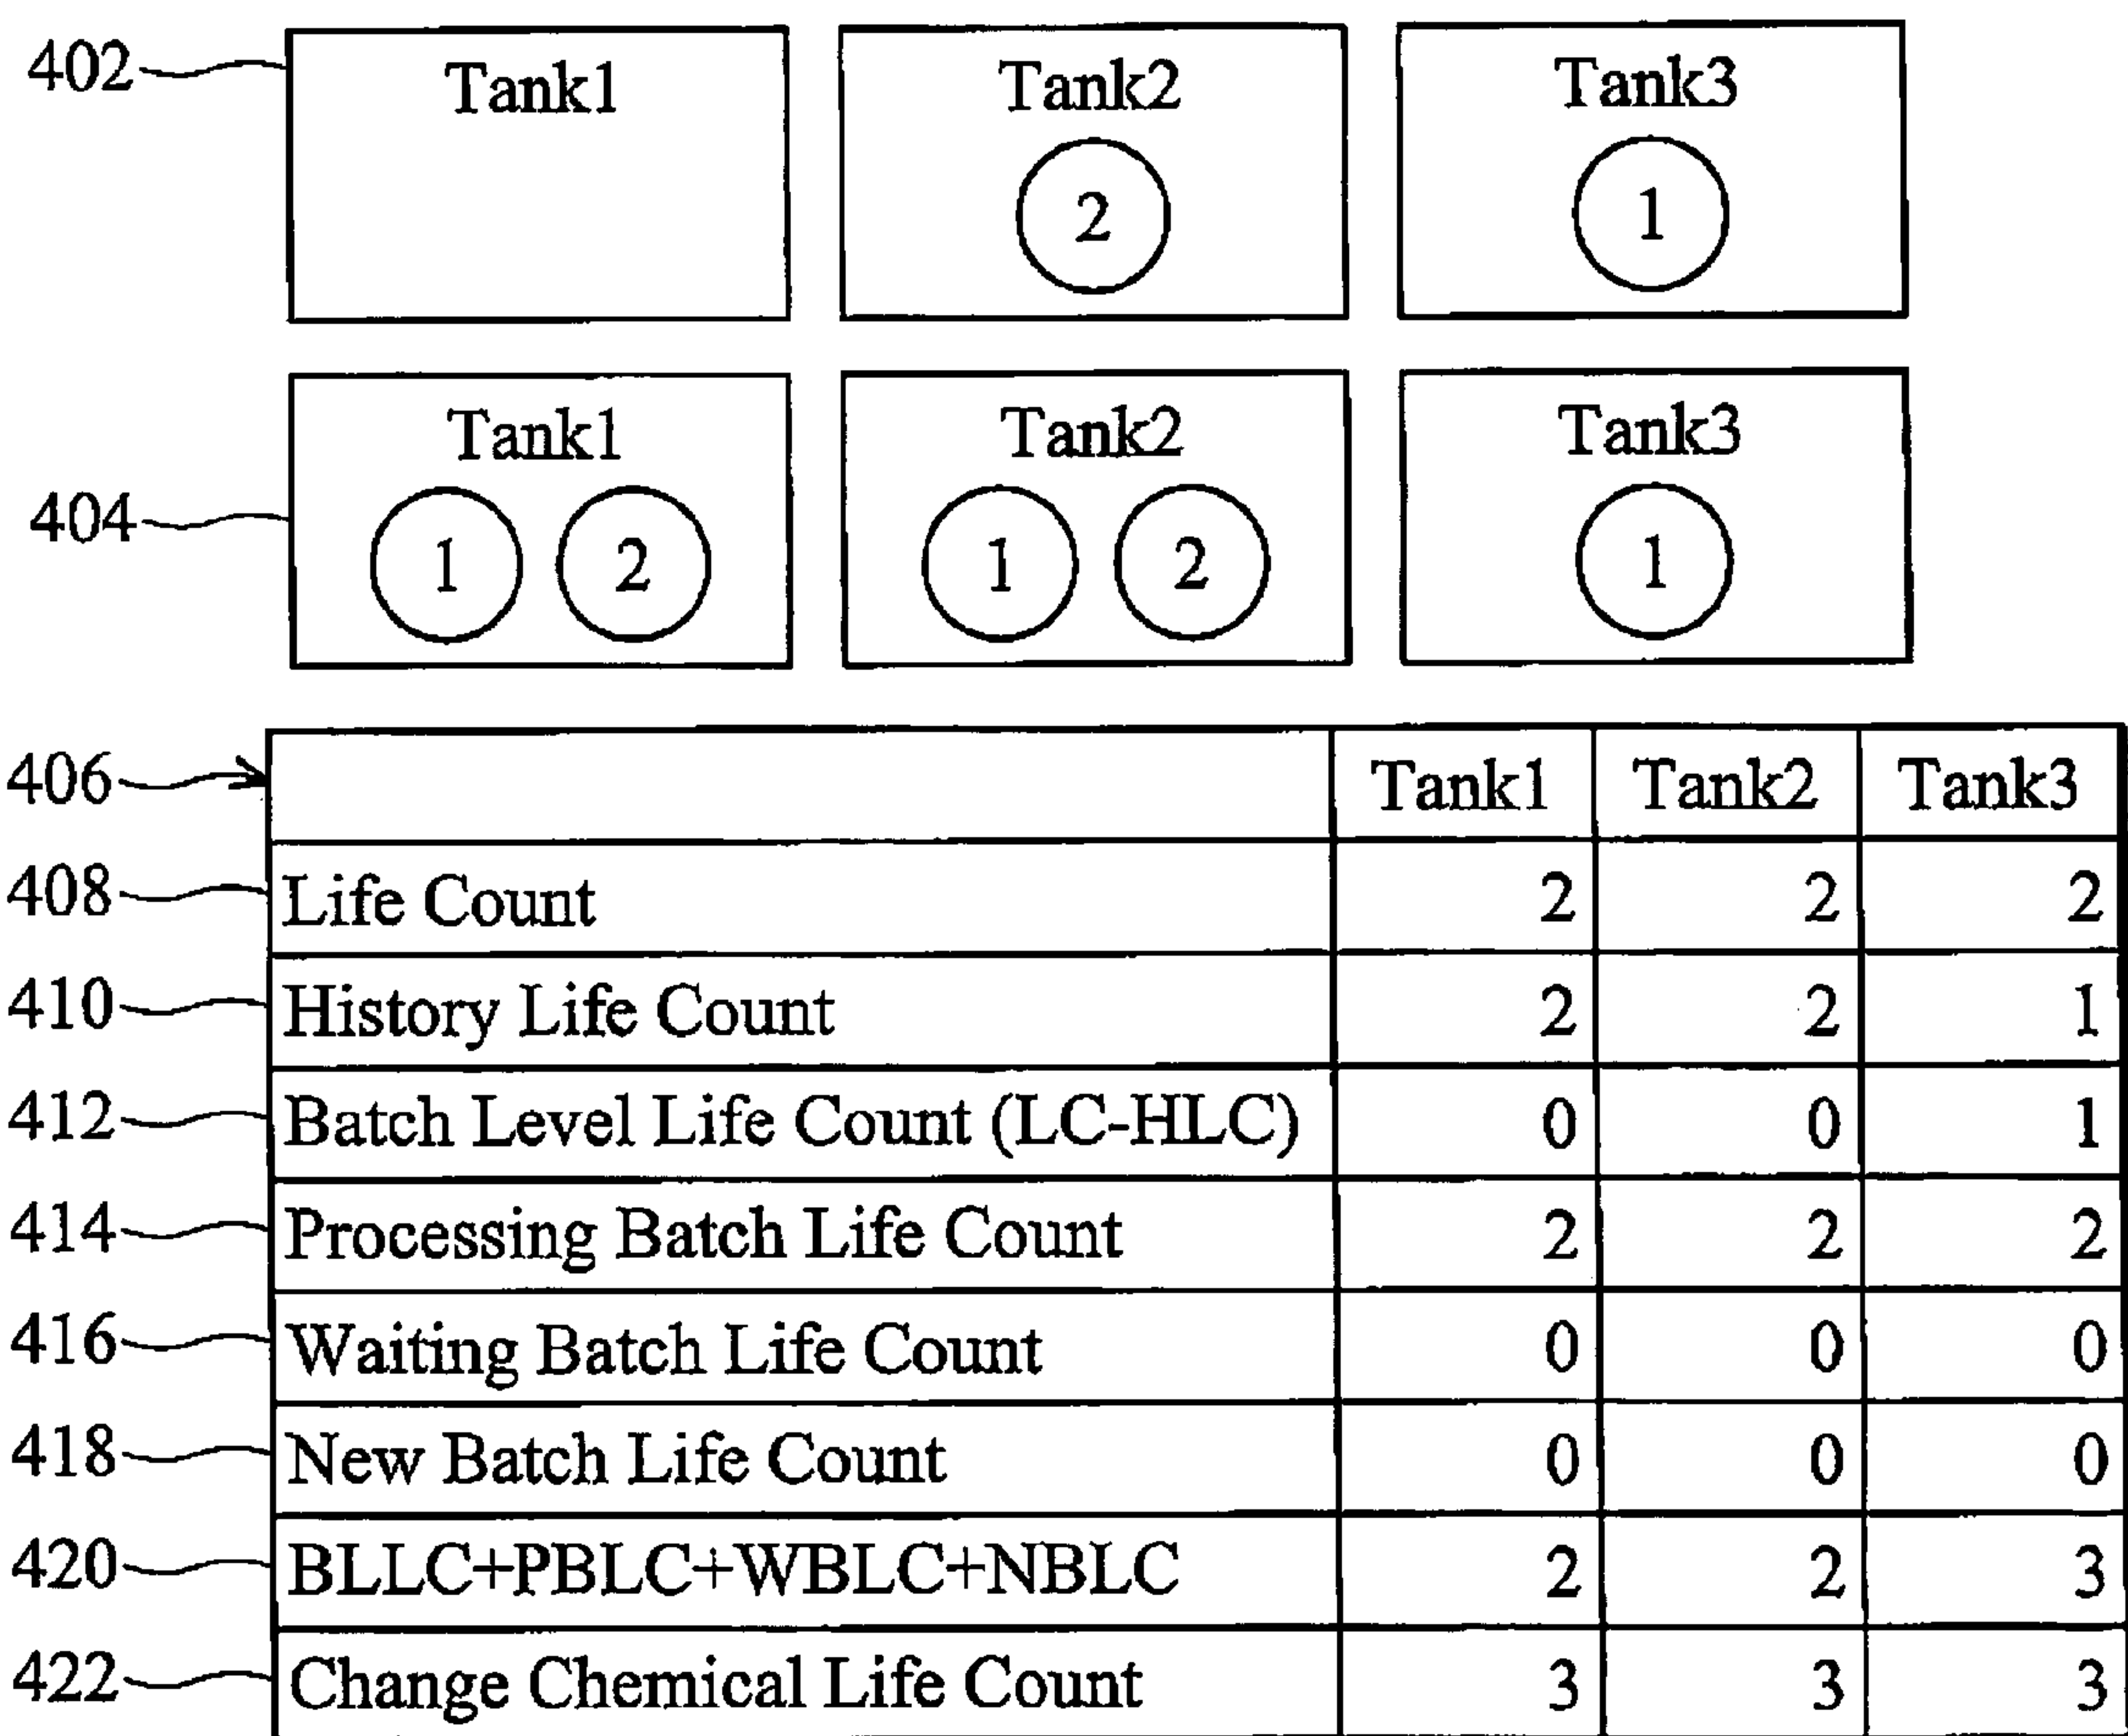 402 Tank1 Tank2 Tank3
2 1
404 Tank1 Tank2 Tank3
1 2 1 2 1
406 Tank1 Tank2 Tank3
408 Life Count 2 2 2
410 History Life Count 2 2 1
412 Batch Level Life Count (LC-HLC) 0 0 1
414 Processing Batch Life Count 2 2 2
416 Waiting Batch Life Count 0 0 0
418 New Batch Life Count 0 0 0
420 BLLC+PBLC+WBLC+NBLC 2 2 3
422 Change Chemical Life Count 3 3 3